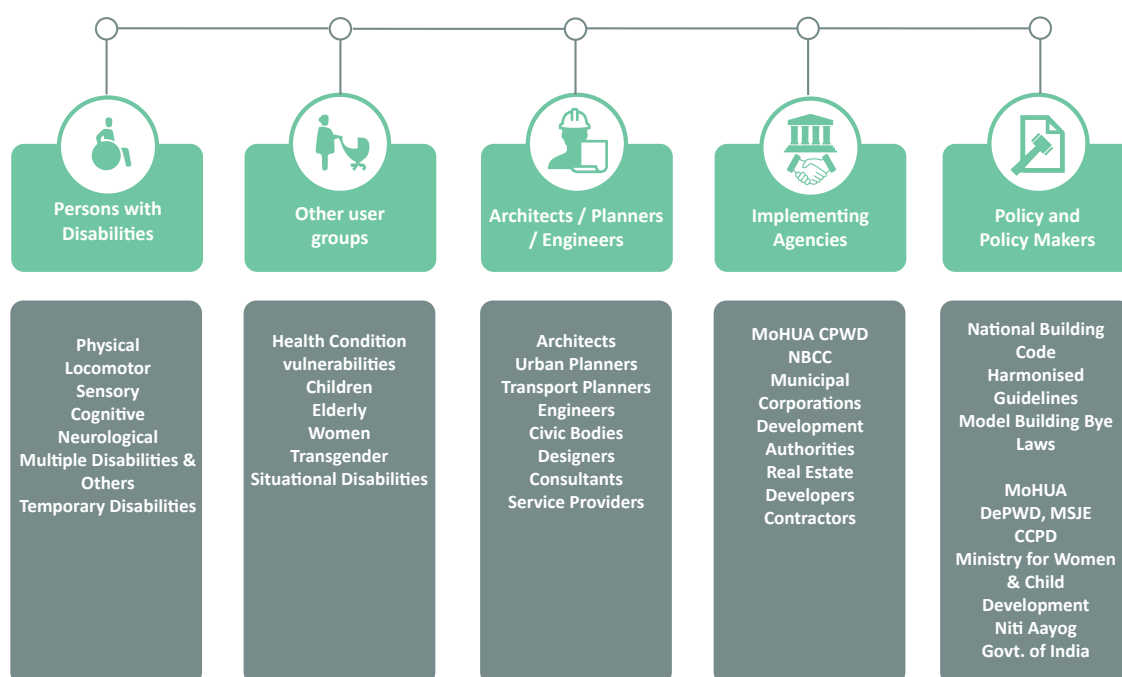 Persons with
Disabilities
Other user
groups
Architects / Planners
/ Engineers
Implementing
Agencies
Policy and
Policy Makers
Physical
Locomotor
Sensory
Cognitive
Neurological
Multiple Disabilities &
Others
Temporary Disabilities
Health Condition
vulnerabilities
Children
Elderly
Women
Transgender
Situational Disabilities
Architects
Urban Planners
Transport Planners
Engineers
Civic Bodies
Designers
Consultants
Service Providers
MoHUA CPWD
NBCC
Municipal
Corporations
Development
Authorities
Real Estate
Developers
Contractors
National Building
Code
Harmonised
Guidelines
Model Building Bye
Laws
MoHUA
DePWD, MSJE
CCPD
Ministry for Women
& Child
Development
Niti Aayog
Govt. of India